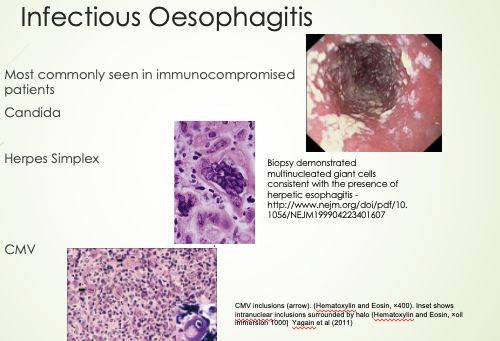 Infectious Oesophagitis
Most commonly seen in immunocompromised
patients
Candida
Herpes Simplex
Biopsy demonstrated
multinucleated giant cells
consistent with the presence of
herpetic esophagitis -
http://www.nejm.org/doi/pdf/10.
1056/NEJM199904223401607
CMV
CMV inclusions (arrow). (Hematoxylin and Eosin, ×400). Inset shows
intranuclear inclusions surrounded by halo (Hematoxylin and Eosin, ×oil
immersion 1000) Yagain et al (2011)